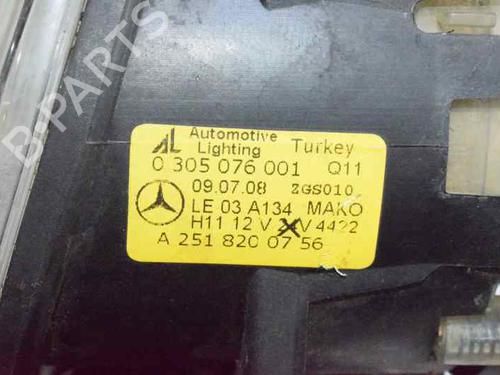 AL Automotive Lighting Turkey
0 305 076 001 Q11
09.07.08 ZGS010
LE 03 A134 MAKO
H11 12 V V 4422
A 251 820 07 56
B-Parts